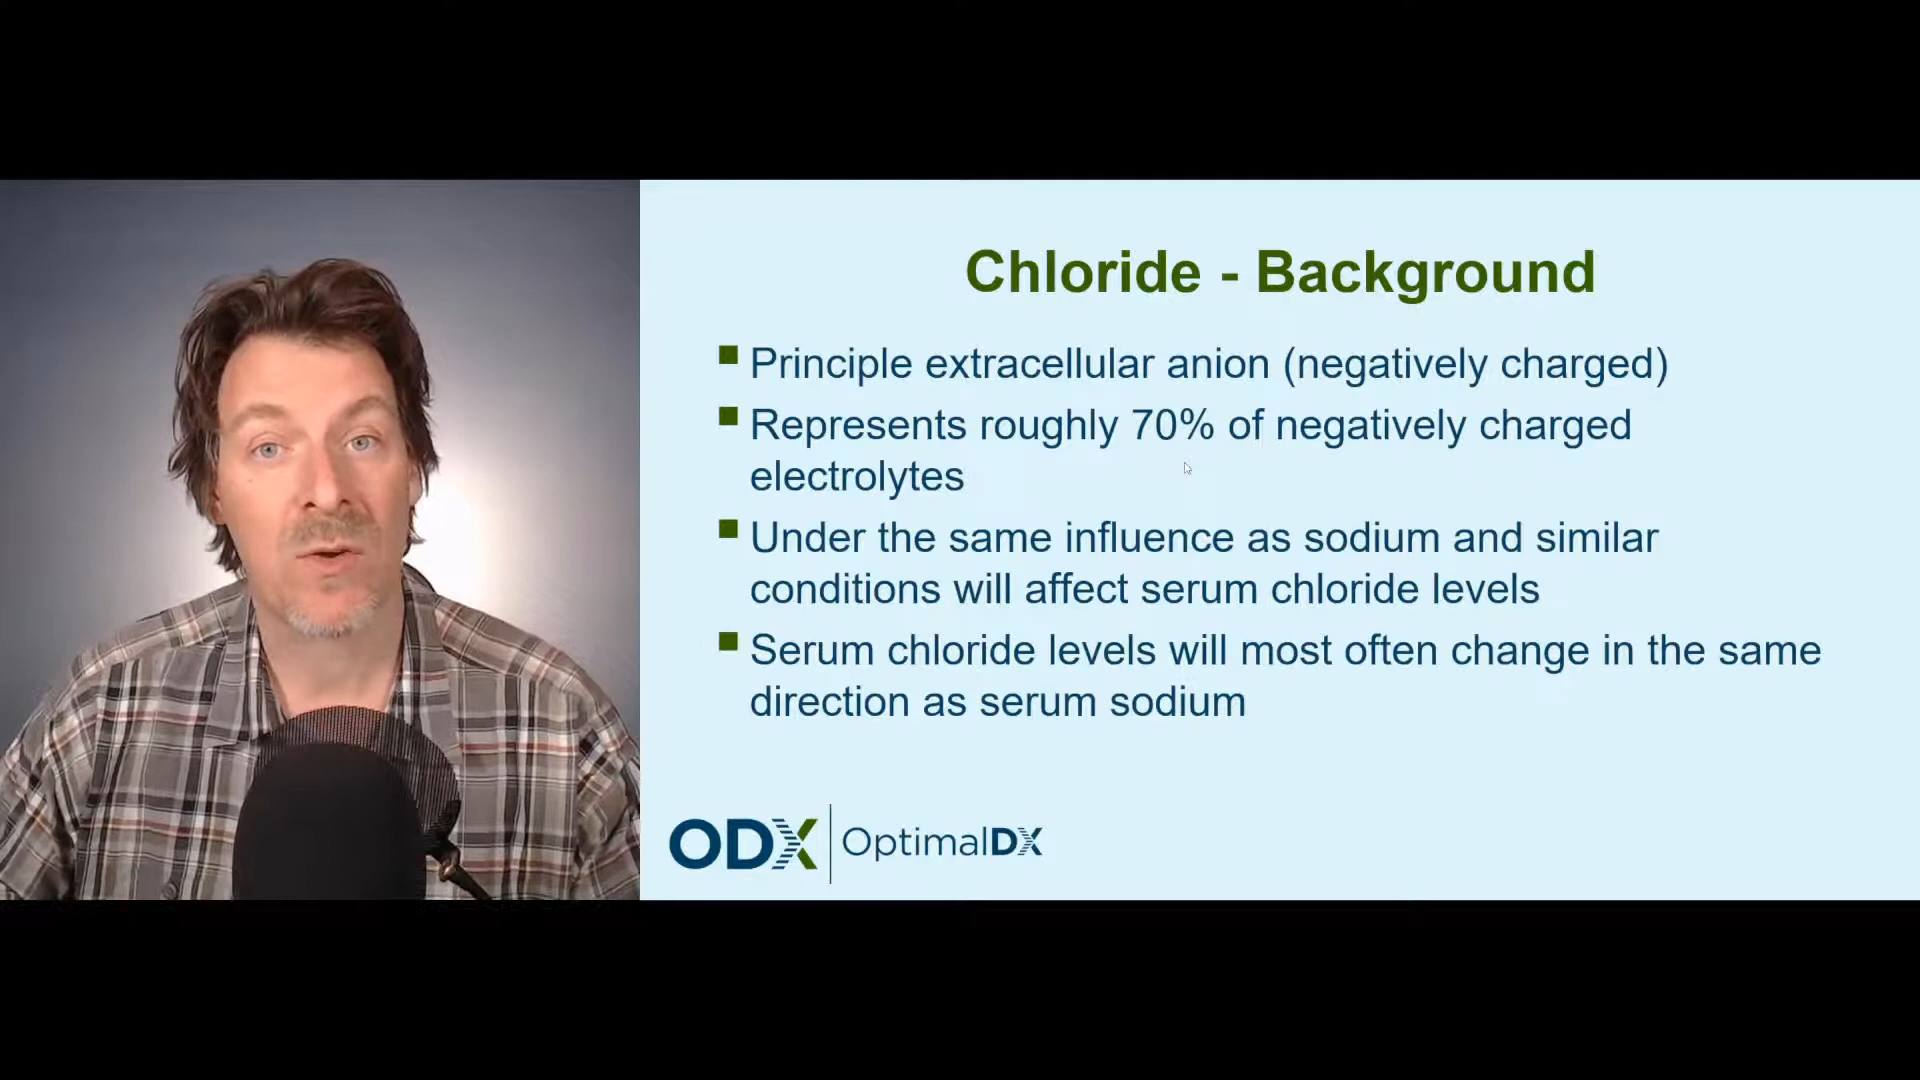 Chloride - Background
Principle extracellular anion (negatively charged)
Represents roughly 70% of negatively charged
electrolytes
Under the same influence as sodium and similar
conditions will affect serum chloride levels
Serum chloride levels will most often change in the same
direction as serum sodium
ODX OptimalDX